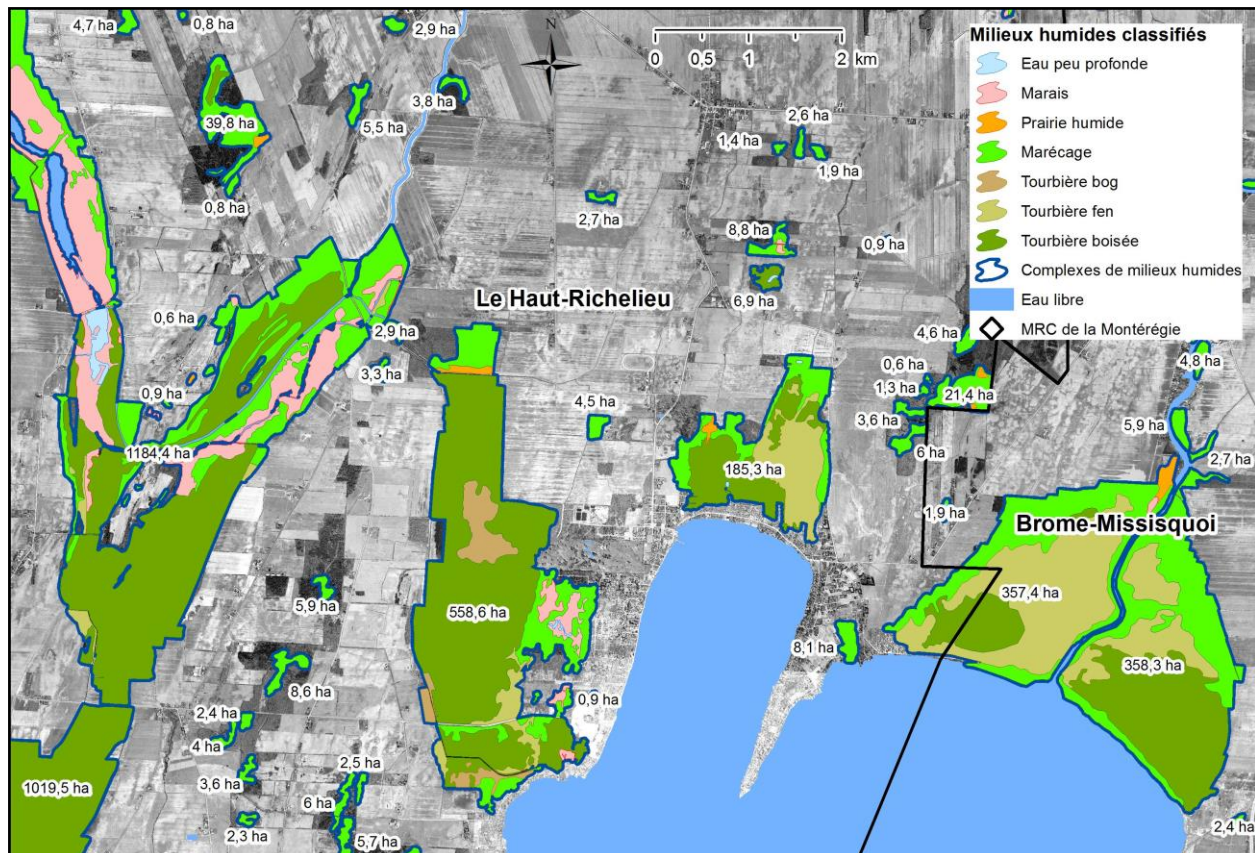 4,7 ha
0,8 ha
2,9 ha
N
0 0,5 1 2 km
Milieux humides classifiés
Eau peu profonde
Marais
Prairie humide
Marécage
Tourbière bog
Tourbière fen
Tourbière boisée
Complexes de milieux humides
Eau libre
MRC de la Montérégie
3,8 ha
39,8 ha
5,5 ha
2,6 ha
1,4 ha
1,9 ha
0,8 ha
2,7 ha
8,8 ha
0,9 ha
6,9 ha
Le Haut-Richelieu
0,6 ha
2,9 ha
4,6 ha
3,3 ha
0,6 ha
4,8 ha
0,9 ha
1,3 ha
21,4 ha
4,5 ha
3,6 ha
5,9 ha
1184,4 ha
6 ha
2,7 ha
185,3 ha
1,9 ha
Brome-Missisquoi
5,9 ha
558,6 ha
357,4 ha
8,1 ha
358,3 ha
8,6 ha
0,9 ha
2,4 ha
4 ha
1019,5 ha
3,6 ha
2,5 ha
6 ha
2,3 ha
5,7 ha
2,4 ha